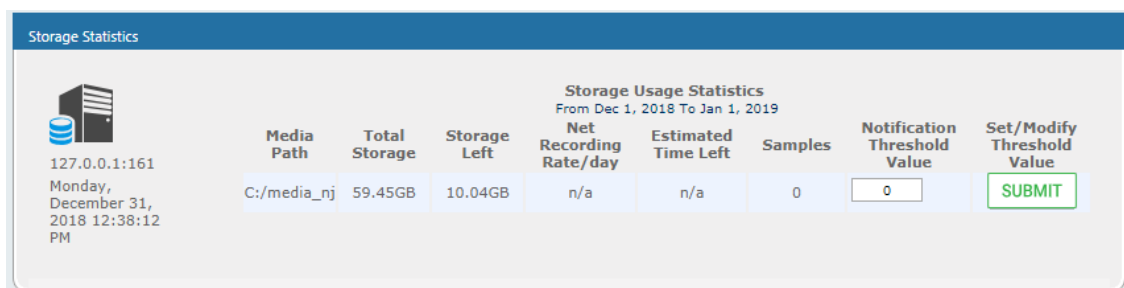 Storage Statistics
Storage Usage Statistics
From Dec 1, 2018 To Jan 1, 2019
Media Path Total Storage Storage Left Net Recording Rate/day Estimated Time Left Samples Notification Threshold Value Set/Modify Threshold Value
C:/media_nj 59.45GB 10.04GB n/a n/a 0 0 SUBMIT
127.0.0.1:161
Monday,
December 31,
2018 12:38:12
PM